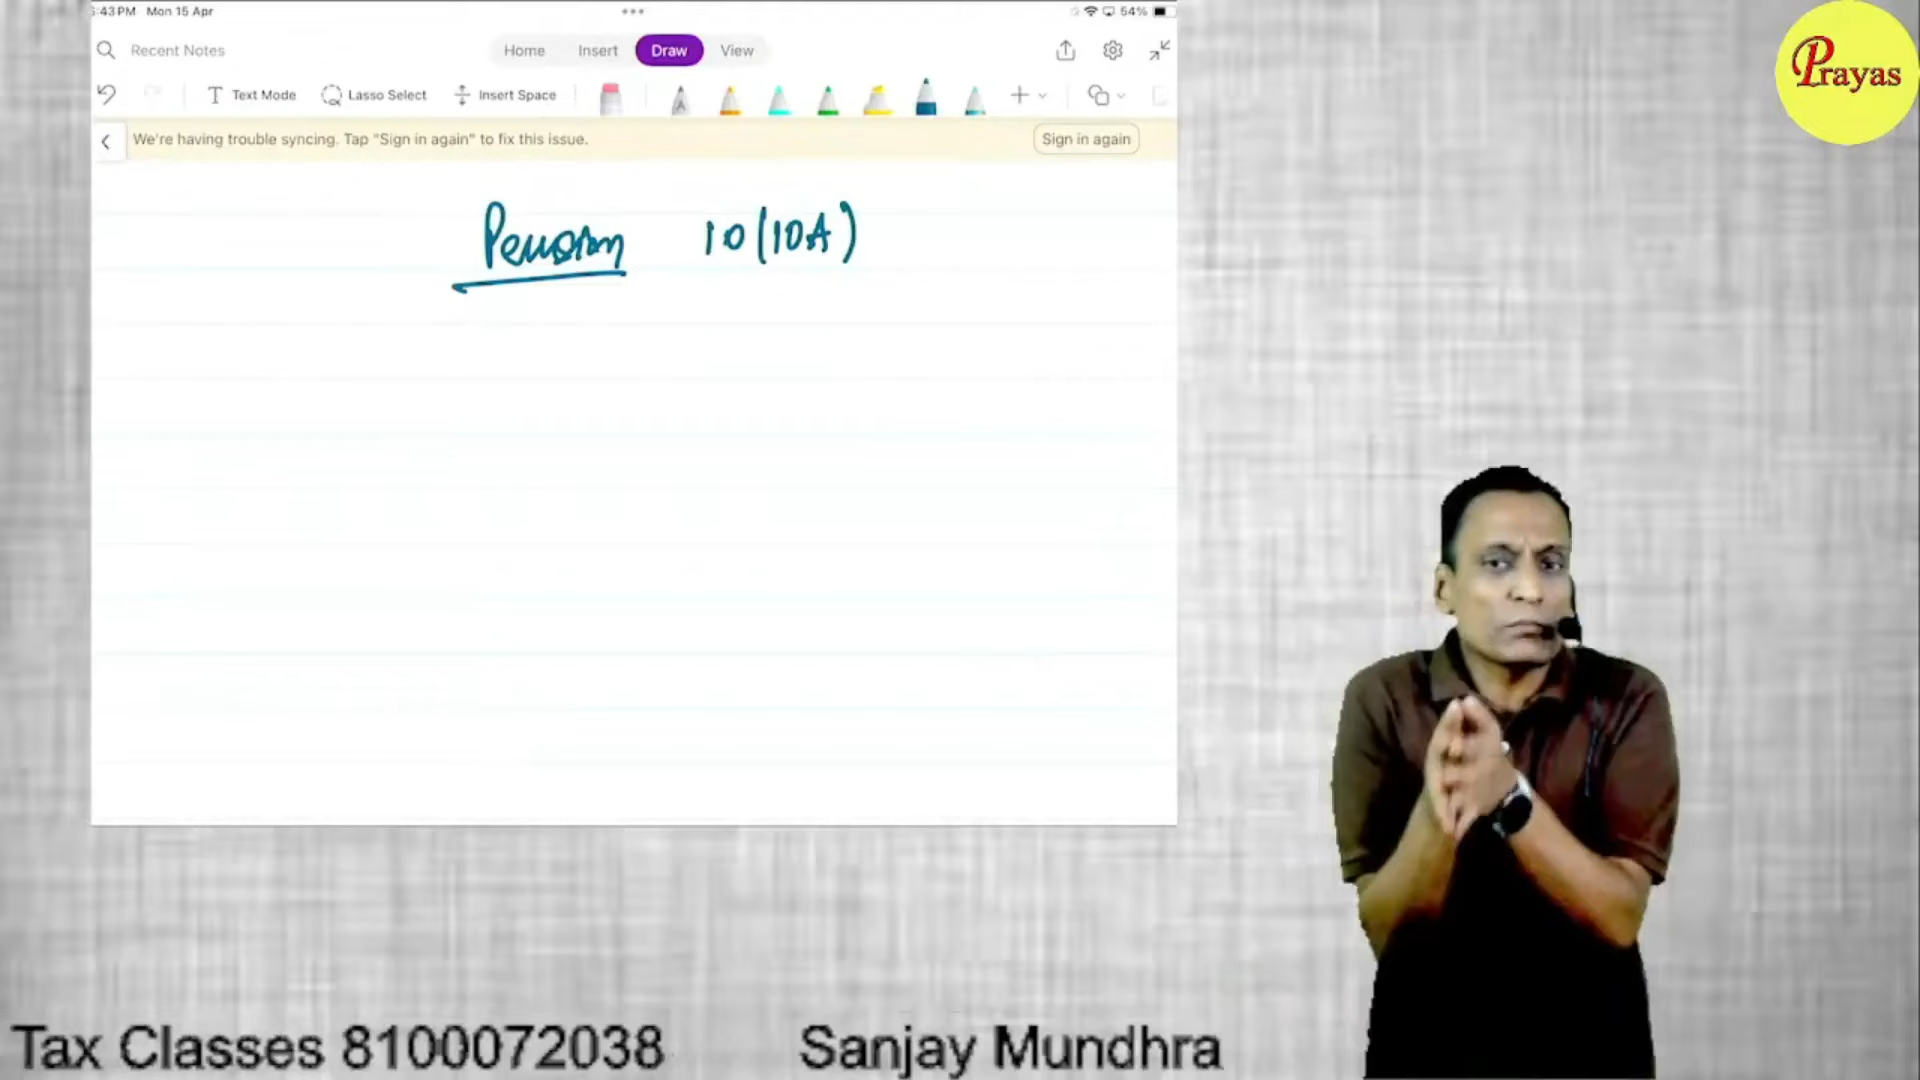 :43 PM Mon 15 Apr
54%
Recent Notes
Home Insert Draw View
Text Mode Lasso Select Insert Space
We're having trouble syncing. Tap "Sign in again" to fix this issue.
Sign in again
Pension 10(10A)
Prayas
Tax Classes 8100072038 Sanjay Mundhra